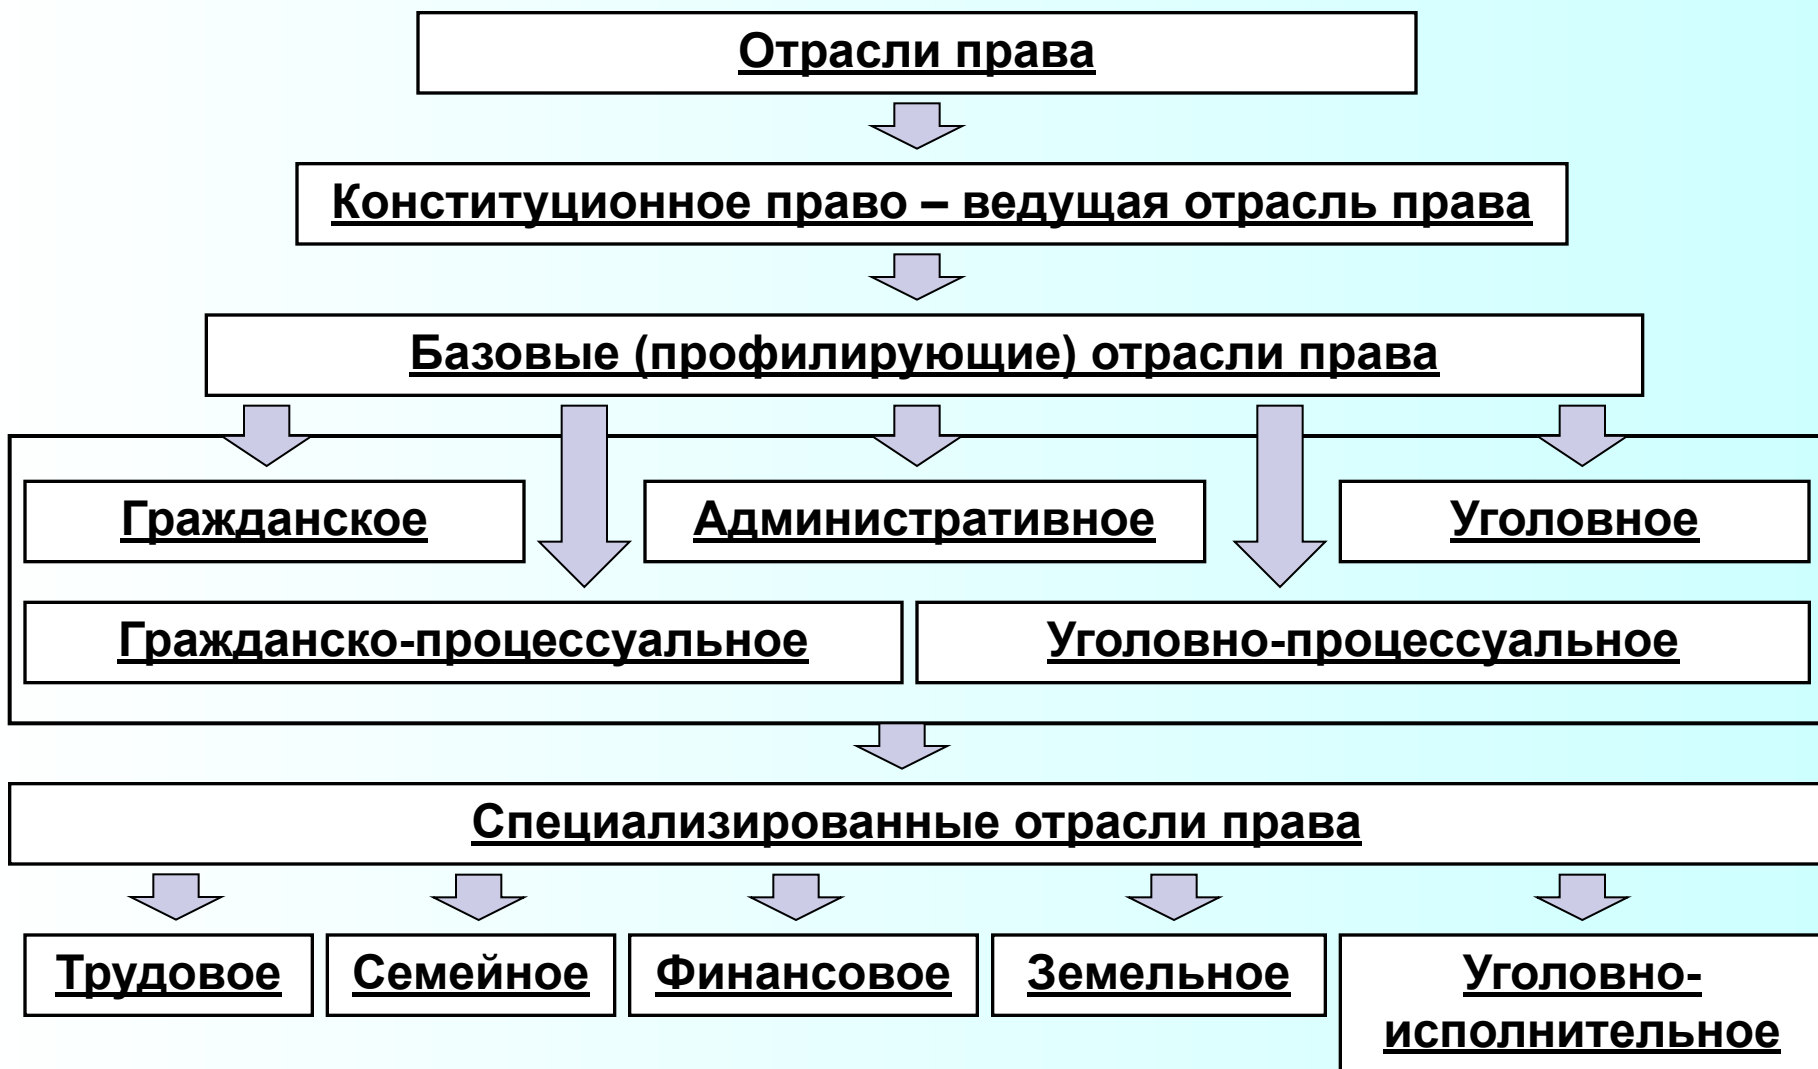 Отрасли права
Конституционное право – ведущая отрасль права
Базовые (профилирующие) отрасли права
Гражданское
Административное
Уголовное
Гражданско-процессуальное
Уголовно-процессуальное
Специализированные отрасли права
Трудовое
Семейное
Финансовое
Земельное
Уголовно-
исполнительное